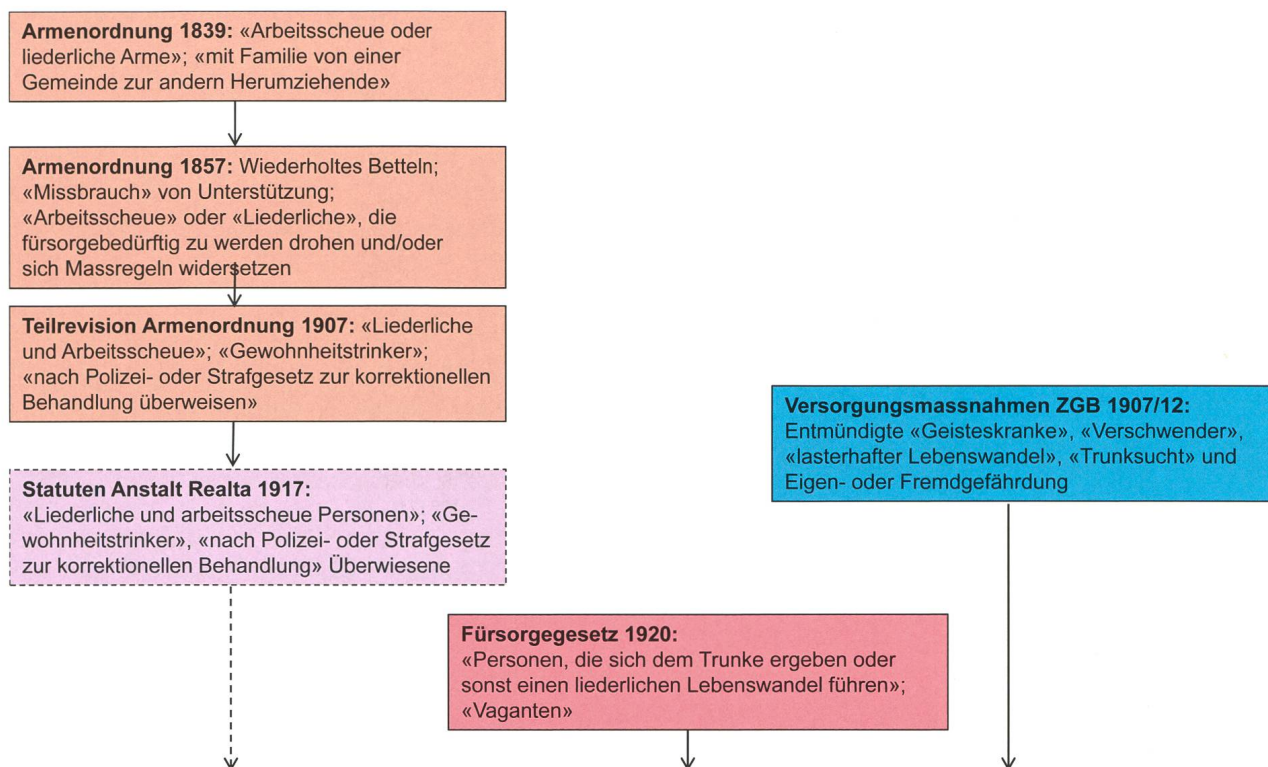 Armenordnung 1839: «Arbeitsscheue oder
liederliche Arme»; «mit Familie von einer
Gemeinde zur andern Herumziehende»
Armenordnung 1857: Wiederholtes Betteln;
«Missbrauch» von Unterstützung;
«Arbeitsscheue» oder «Liederliche», die
fürsorgebedürftig zu werden drohen und/oder
sich Massregeln widersetzen
Teilrevision Armenordnung 1907: «Liederliche
und Arbeitsscheue»; «Gewohnheitstrinker»;
«nach Polizei- oder Strafgesetz zur korrektionellen
Behandlung überweisen»
Versorgungsmassnahmen ZGB 1907/12:
Entmündigte «Geisteskranke», «Verschwender»,
«lasterhafter Lebenswandel», «Trunksucht» und
Eigen- oder Fremdgefährdung
Statuten Anstalt Realta 1917:
«Liederliche und arbeitsscheue Personen»; «Ge-
wohnheitstrinker», «nach Polizei- oder Strafgesetz
zur korrektionellen Behandlung» Überwiesene
Fürsorgegesetz 1920:
«Personen, die sich dem Trunke ergeben oder
sonst einen liederlichen Lebenswandel führen»;
«Vaganten»